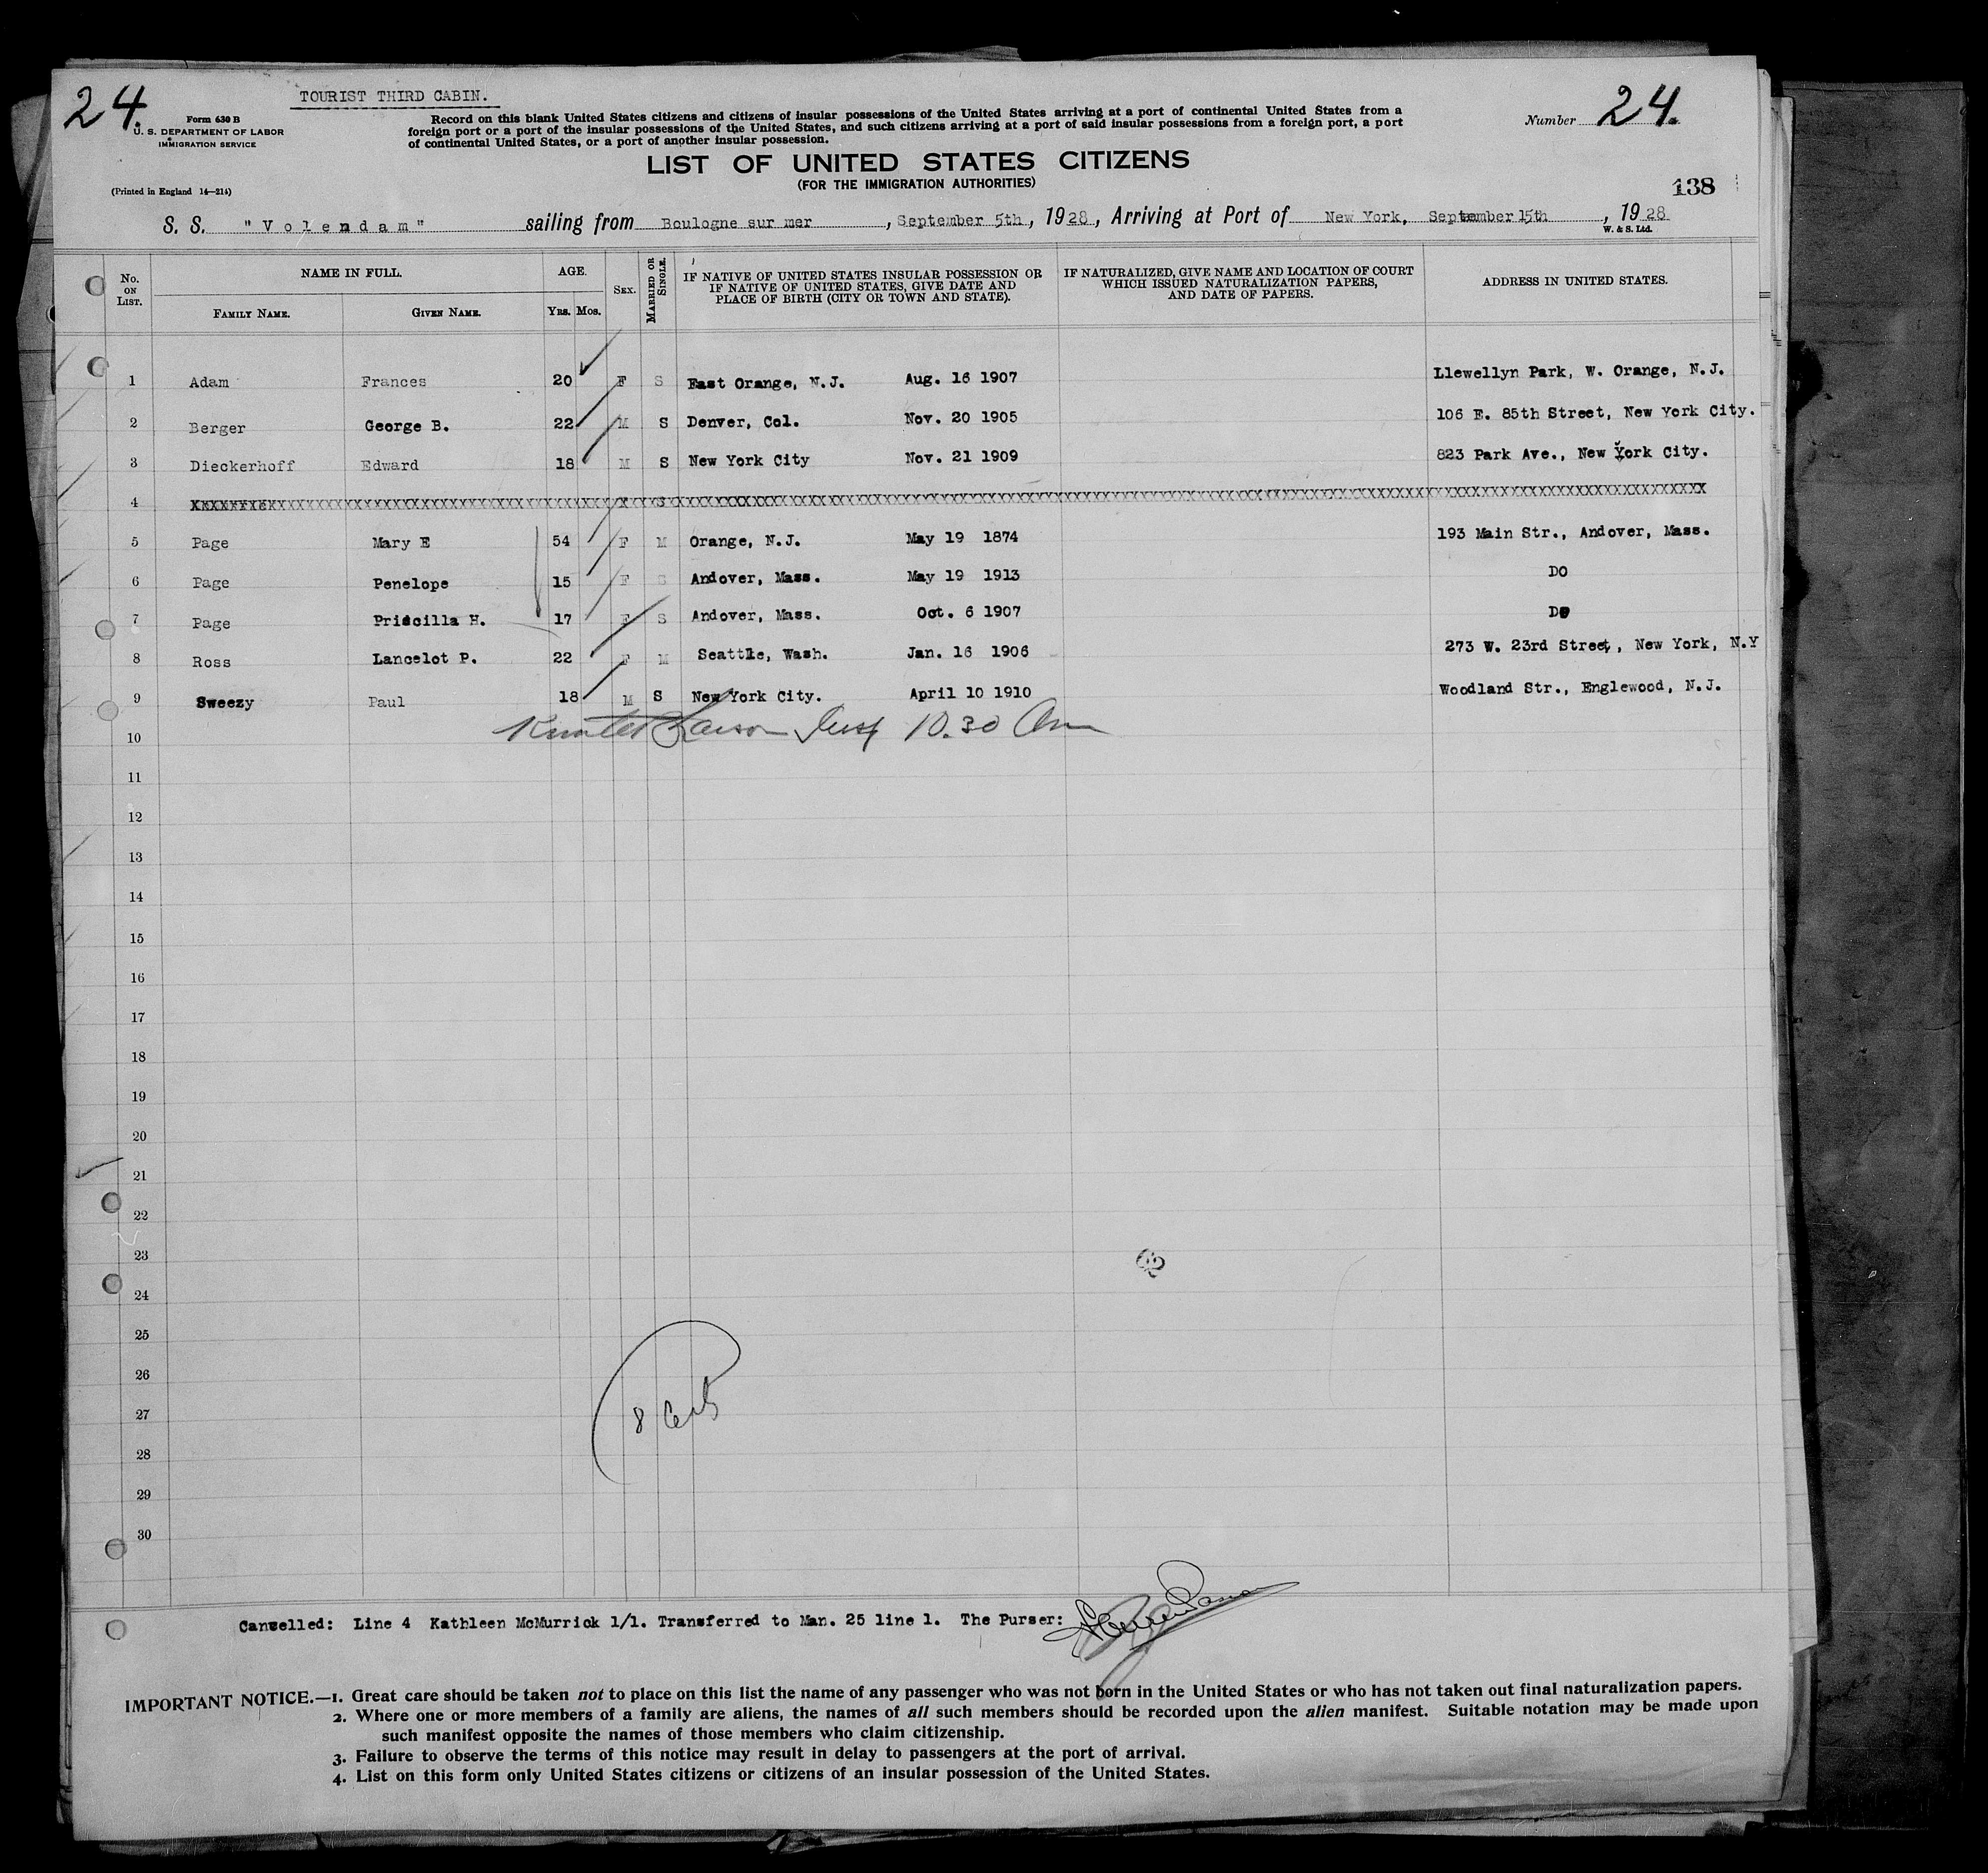 24.
TOURIST THIRD CABIN.
Form 630 B
U. S. DEPARTMENT OF LABOR
IMMIGRATION SERVICE
(Printed in England 14—214)
Record on this blank United States citizens and citizens of insular possessions of the United States arriving at a port of continental United States from a
foreign port or a port of the insular possessions of the United States, and such citizens arriving at a port of said insular possessions from a foreign port, a port
of continental United States, or a port of another insular possession.
Number 24.
LIST OF UNITED STATES CITIZENS
(FOR THE IMMIGRATION AUTHORITIES)
138
S. S. "Volendam" sailing from Boulogne sur mer, September 5th, 1928, Arriving at Port of New York, September 15th, 1928
W. & S. Ltd.
No. ON LIST. NAME IN FULL. FAMILY NAME. GIVEN NAME. AGE. YRS. MOS. SEX. MARRIED OR SINGLE. IF NATIVE OF UNITED STATES INSULAR POSSESSION OR IF NATIVE OF UNITED STATES, GIVE DATE AND PLACE OF BIRTH (CITY OR TOWN AND STATE). IF NATURALIZED, GIVE NAME AND LOCATION OF COURT WHICH ISSUED NATURALIZATION PAPERS, AND DATE OF PAPERS. ADDRESS IN UNITED STATES.
1 Adam Frances 20 F S East Orange, N.J. Aug. 16 1907 Llewellyn Park, W. Orange, N.J.
2 Berger George B. 22 M S Denver, Col. Nov. 20 1905 106 E. 85th Street, New York City.
3 Dieckerhoff Edward 18 M S New York City Nov. 21 1909 823 Park Ave., New York City.
4
5 Page Mary E 54 F M Orange, N.J. May 19 1874 193 Main Str., Andover, Mass.
6 Page Penelope 15 F S Andover, Mass. May 19 1913 DO
7 Page Priscilla H. 17 F S Andover, Mass. Oct. 6 1907 DO
8 Ross Lancelot P. 22 F M Seattle, Wash. Jan. 16 1906 273 W. 23rd Street, New York, N.Y
9 Sweezy Paul 18 M S New York City. April 10 1910 Woodland Str., Englewood, N.J.
10.30 Am
10
11
12
13
14
15
16
17
18
19
20
21
22
23
62
24
25
26
27
8
28
29
30
Canselled: Line 4 Kathleen McMurrick 1/1. Transferred to Man. 25 line 1. The Purser:
IMPORTANT NOTICE.—1. Great care should be taken not to place on this list the name of any passenger who was not born in the United States or who has not taken out final naturalization papers.
2. Where one or more members of a family are aliens, the names of all such members should be recorded upon the alien manifest. Suitable notation may be made upon
such manifest opposite the names of those members who claim citizenship.
3. Failure to observe the terms of this notice may result in delay to passengers at the port of arrival.
4. List on this form only United States citizens or citizens of an insular possession of the United States.